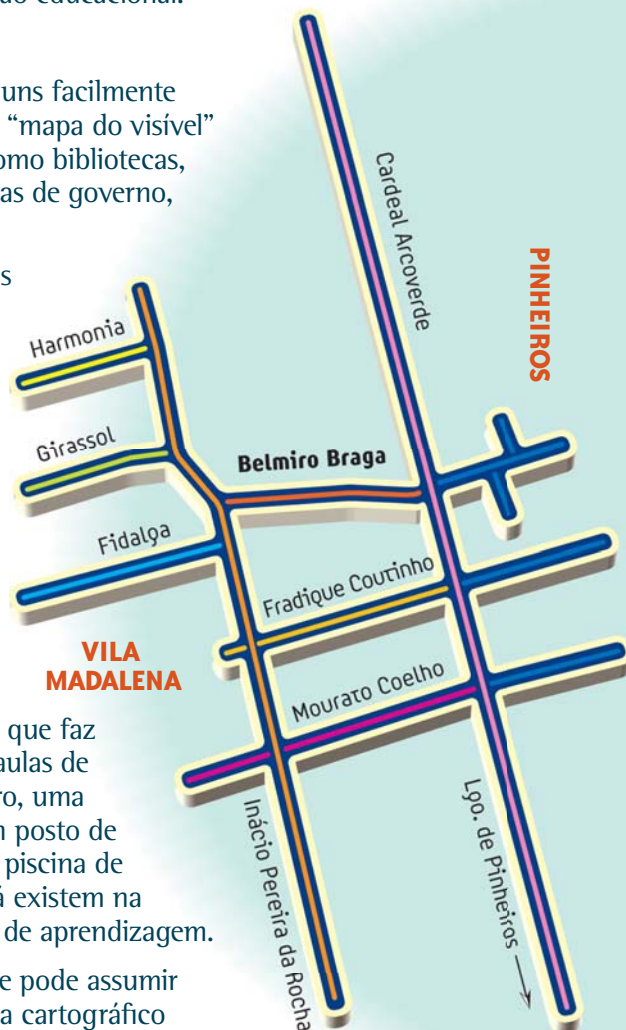 ão educacional.
uns facilmente
“mapa do visível”
omo bibliotecas,
as de governo,
s
Cardeal Arcoverde
PINHEIROS
Harmonia
Girassol
Belmiro Braga
Fidalga
Fradique Coutinho
VILA
MADALENA
Mourato Coelho
que faz
aulas de
ro, uma
posto de
piscina de
á existem na
de aprendizagem.
Inácio Pereira da Rocha
Lgo. de Pinheiros
e pode assumir
a cartográfico